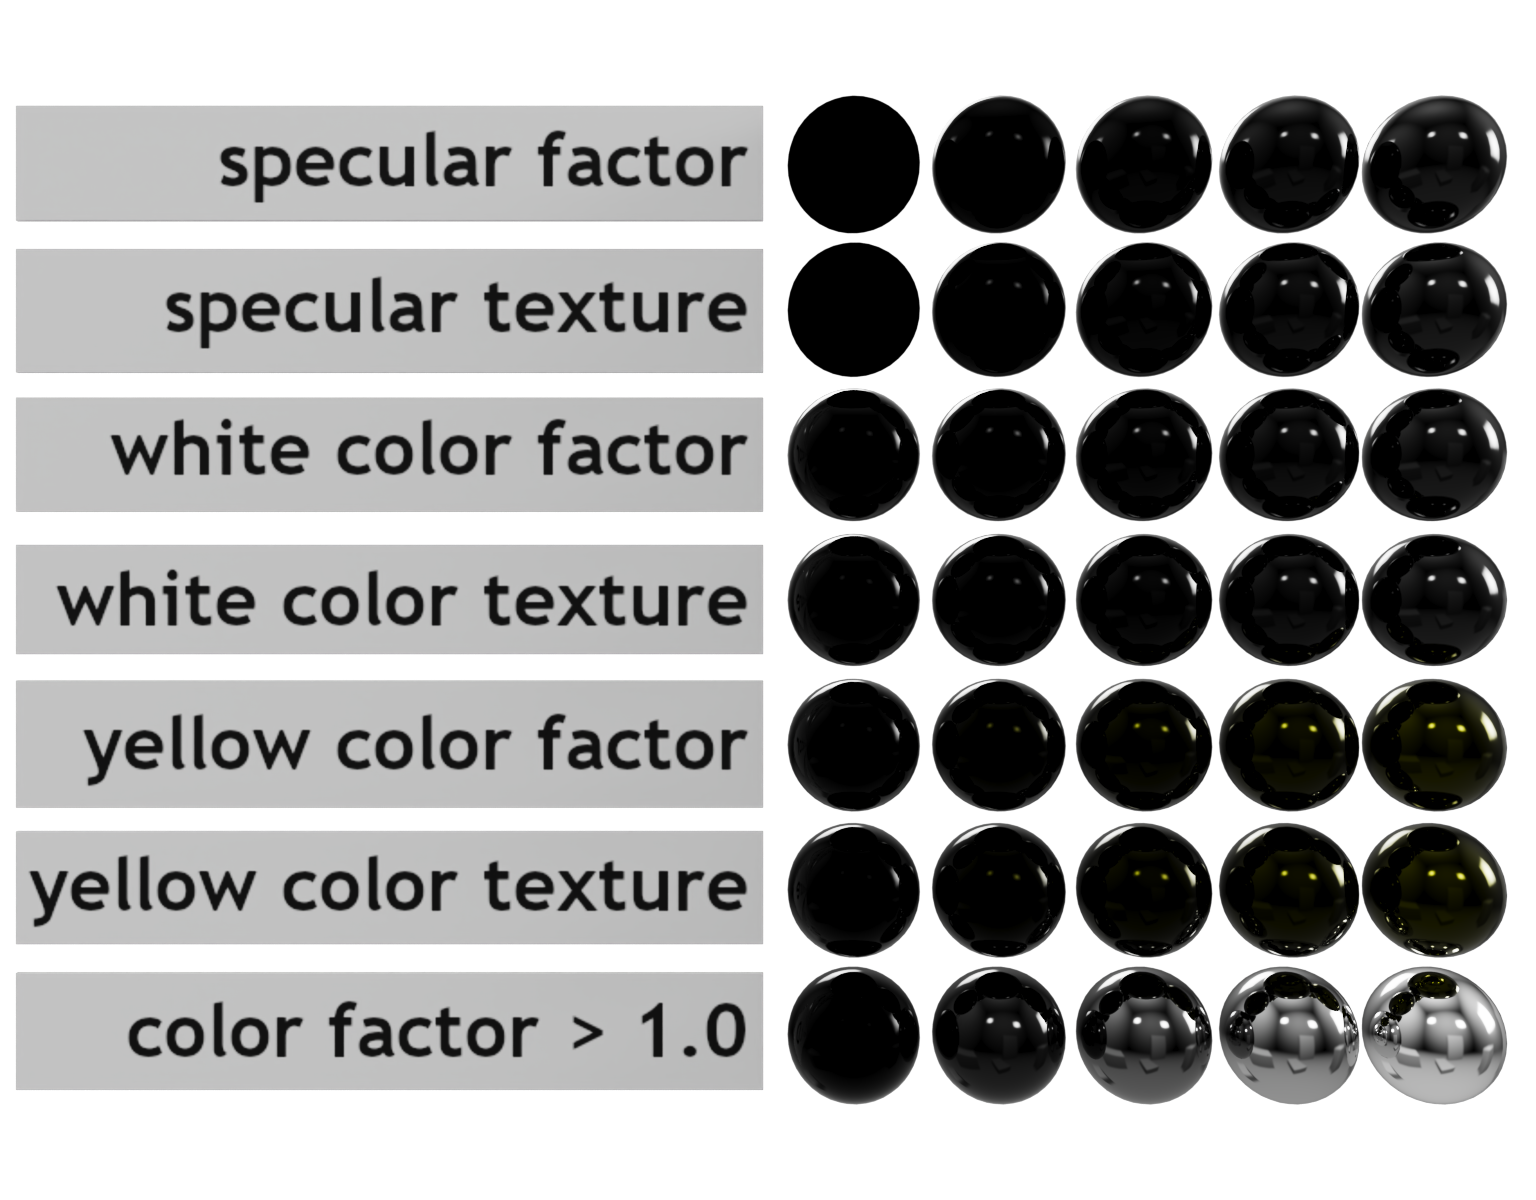 specular factor
specular texture
white color factor
white color texture
yellow color factor
yellow color texture
color factor > 1.0